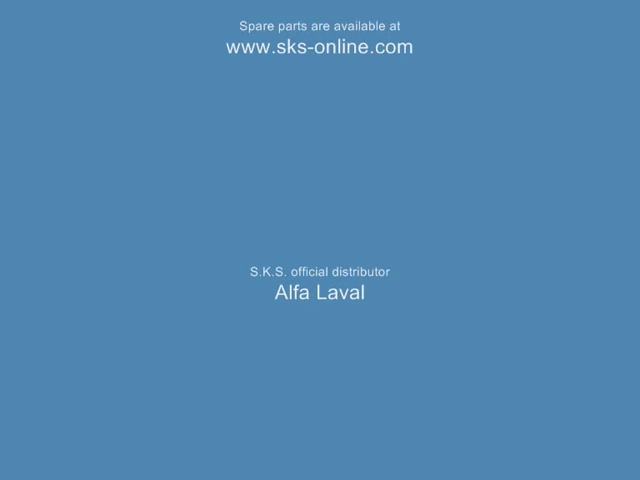 Spare parts are available at
www.sks-online.com
S.K.S. official distributor
Alfa Laval